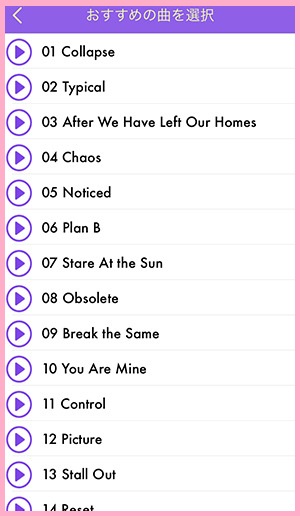 おすすめの曲を選択
01 Collapse
02 Typical
03 After We Have Left Our Homes
04 Chaos
05 Noticed
06 Plan B
07 Stare At the Sun
08 Obsolete
09 Break the Same
10 You Are Mine
11 Control
12 Picture
13 Stall Out
14 Reset